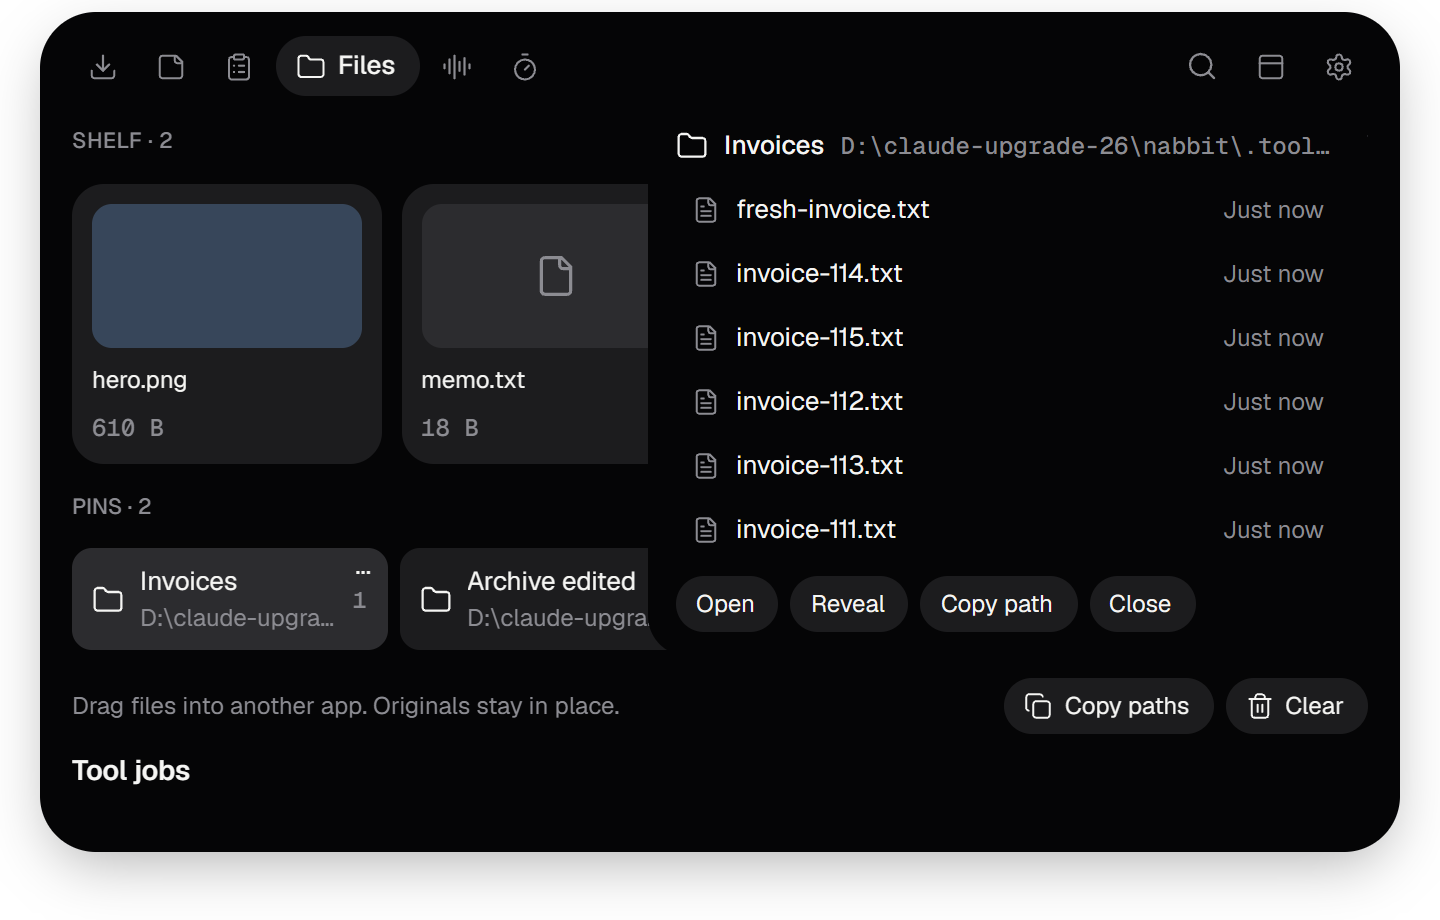 Files
SHELF · 2
hero.png
610 B
memo.txt
18 B
PINS · 2
Invoices
...
D:\claude-upgra...
1
Archive edited
D:\claude-upgra.
Invoices D:\claude-upgrade-26\nabbit\.tool...
fresh-invoice.txt Just now
invoice-114.txt Just now
invoice-115.txt Just now
invoice-112.txt Just now
invoice-113.txt Just now
invoice-111.txt Just now
Open Reveal Copy path Close
Drag files into another app. Originals stay in place.
Copy paths Clear
Tool jobs